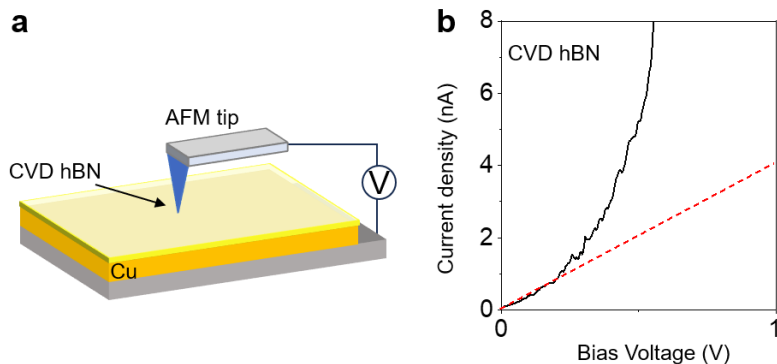 a
AFM tip
CVD hBN
V
Cu
b
8
CVD hBN
6
4
2
0
Current density (nA)
0
1
Bias Voltage (V)